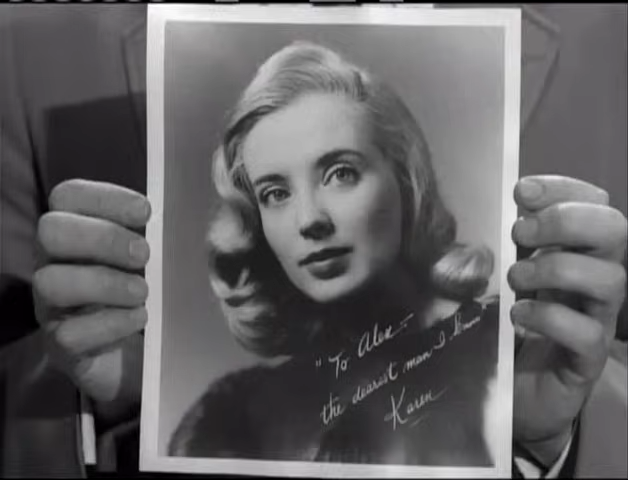 "To Alex -
the dearest man I know"
Karen